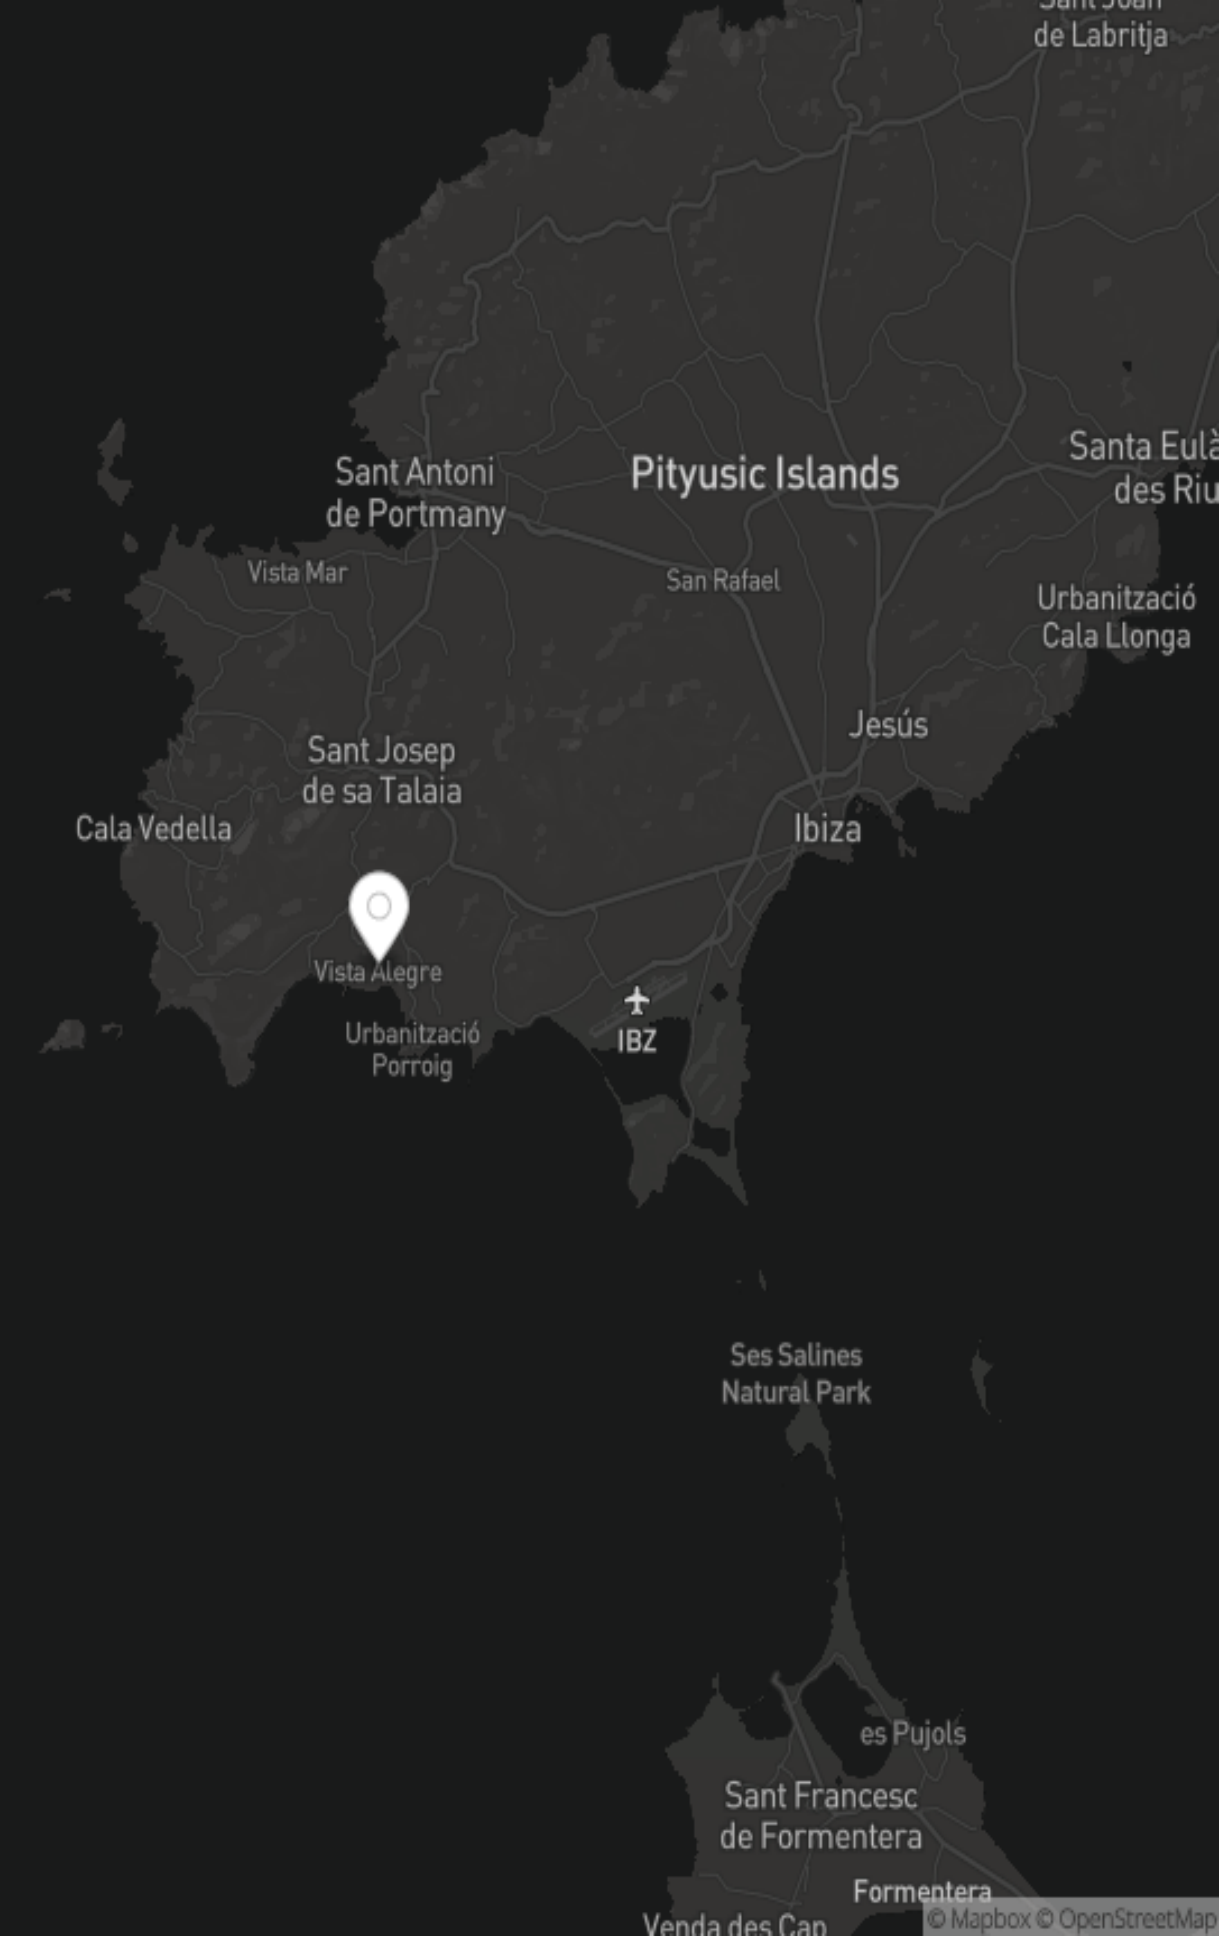 Sant Joan
de Labritja
Sant Antoni
de Portmany
Pityusic Islands
Santa Eulà
des Riu
Vista Mar
San Rafael
Urbanització
Cala Llonga
Jesús
Sant Josep
de sa Talaia
Cala Vedella
Ibiza
Vista Alegre
IBZ
Urbanització
Porroig
Ses Salines
Natural Park
es Pujols
Sant Francesc
de Formentera
Formentera
Venda des Cap
© Mapbox © OpenStreetMap